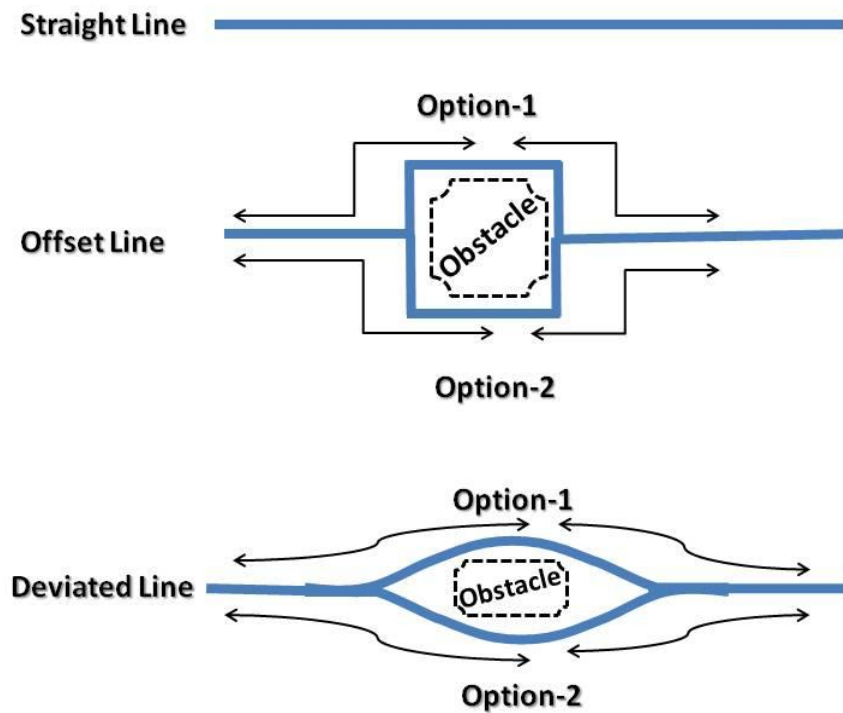 Straight Line
Option-1
Offset Line
Obstacle
Option-2
Option-1
Deviated Line
Obstacle
Option-2